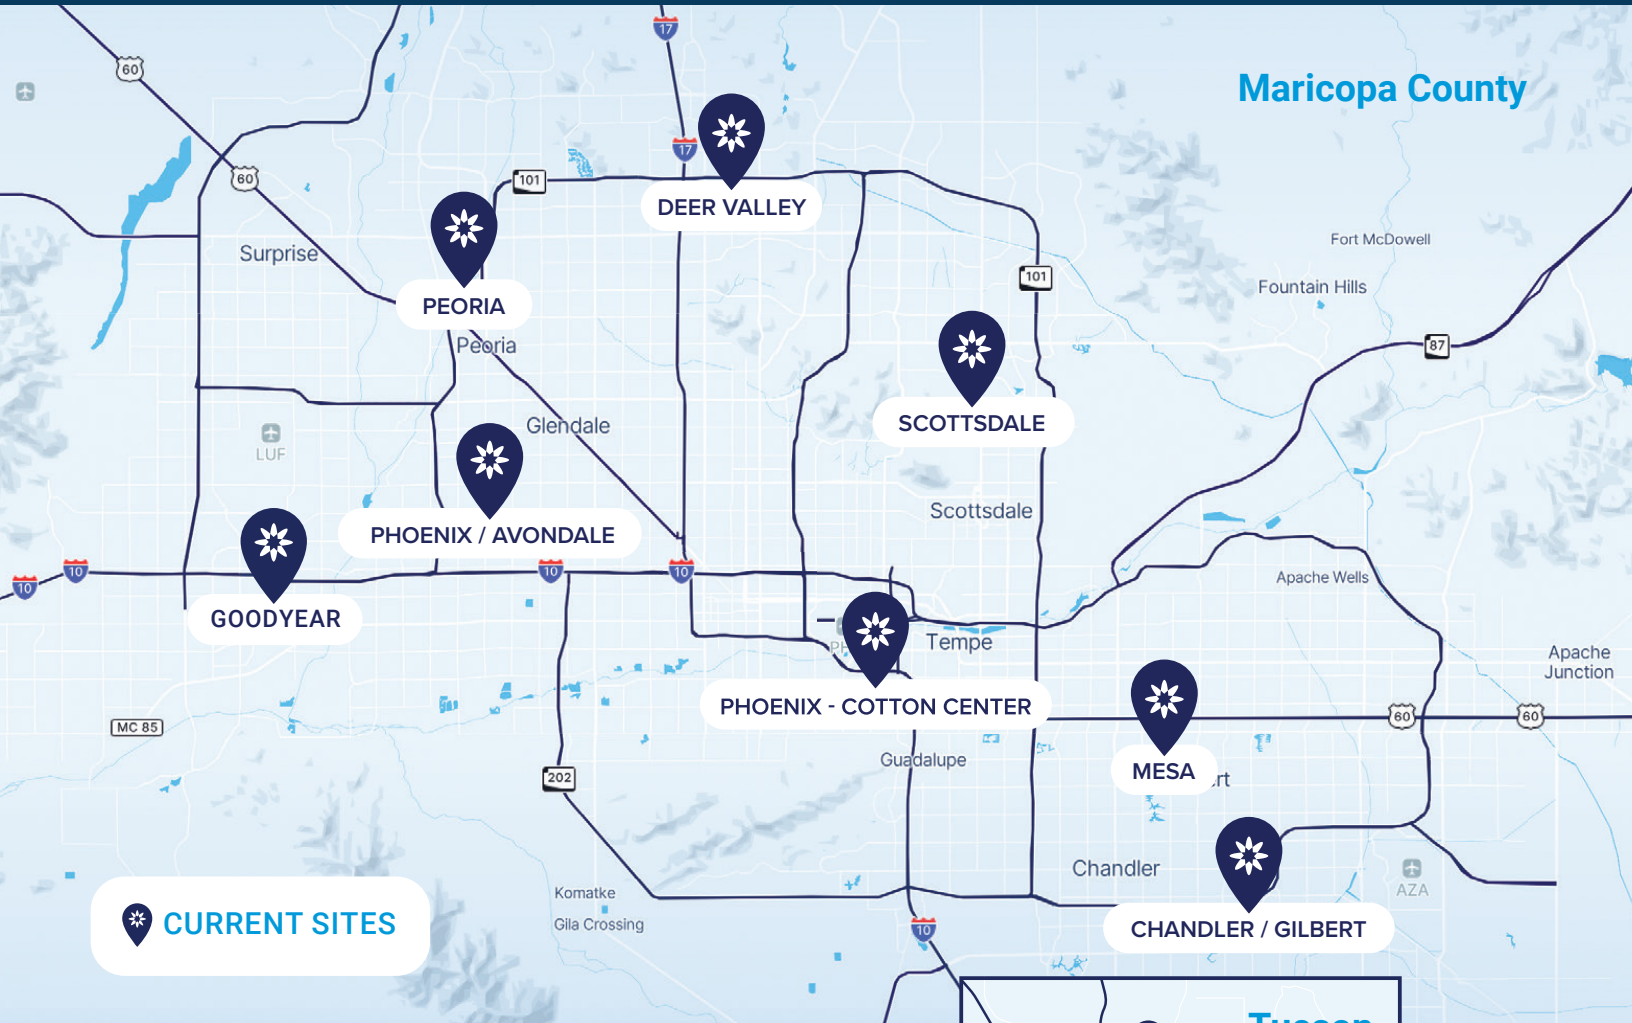 17
60
Maricopa County
17
101
60
DEER VALLEY
Fort McDowell
Surprise
101
Fountain Hills
PEORIA
Peoria
87
SCOTTSDALE
Glendale
LUF
Scottsdale
PHOENIX / AVONDALE
10
10
10
10
Apache Wells
GOODYEAR
Tempe
Apache
Junction
PHOENIX - COTTON CENTER
60
60
MC 85
Guadalupe
MESA
202
Chandler
AZA
Komatke
CURRENT SITES
Gila Crossing
10
CHANDLER / GILBERT
Tucson